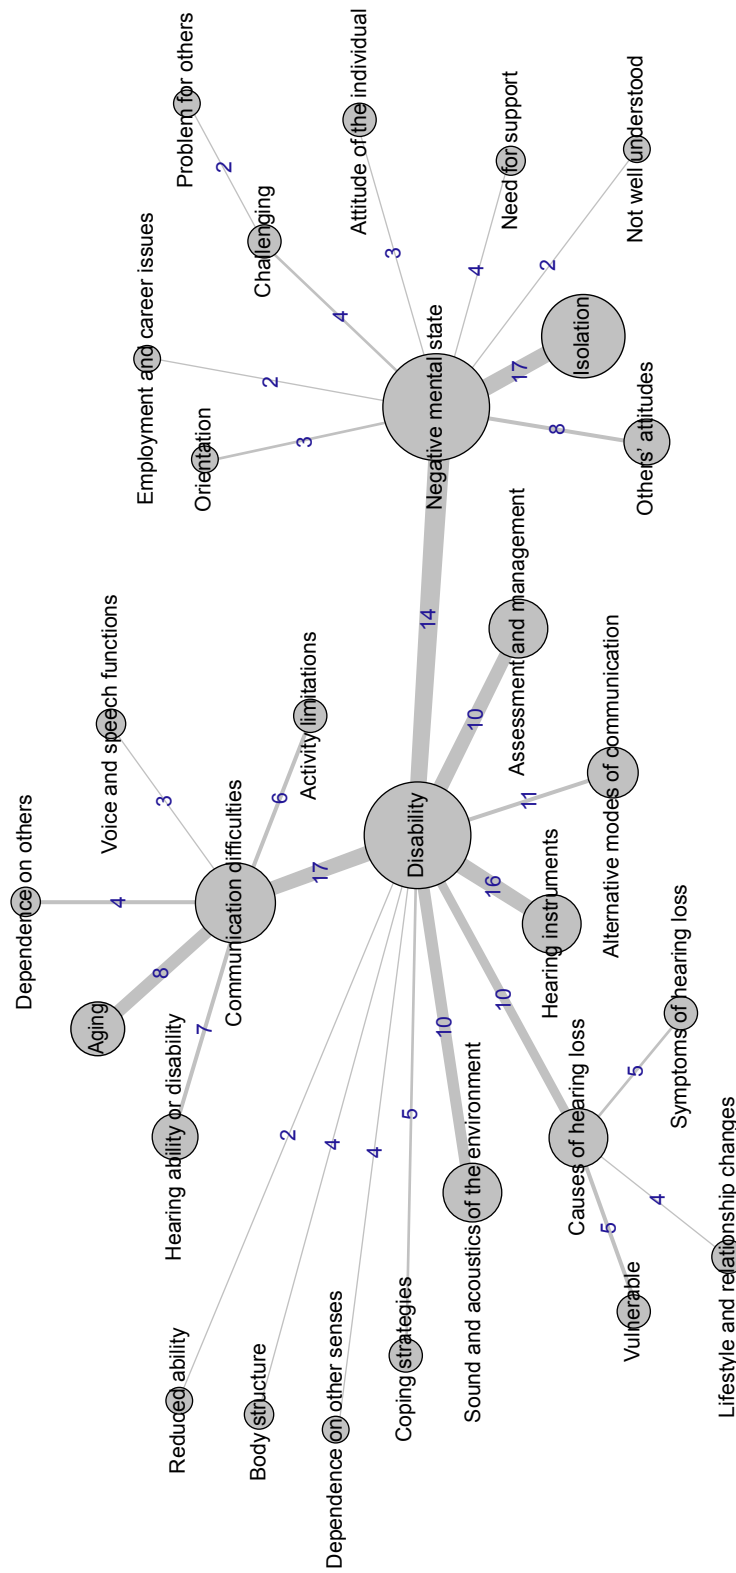 Dependence on others
4
Voice and speech functions
3
Aging
8
Communication difficulties
Activity limitations
6
Hearing ability or disability
7
17
Reduced ability
2
Body structure
4
Dependence on other senses
4
Coping strategies
5
Disability
Sound and acoustics of the environment
10
Causes of hearing loss
10
Symptoms of hearing loss
5
Vulnerable
5
Lifestyle and relationship changes
4
Hearing instruments
16
Alternative modes of communication
11
Assessment and management
10
14
Negative mental state
Orientation
3
Employment and career issues
2
Challenging
4
Problem for others
2
Attitude of the individual
3
Need for support
4
Not well understood
2
Isolation
17
Others' attitudes
8